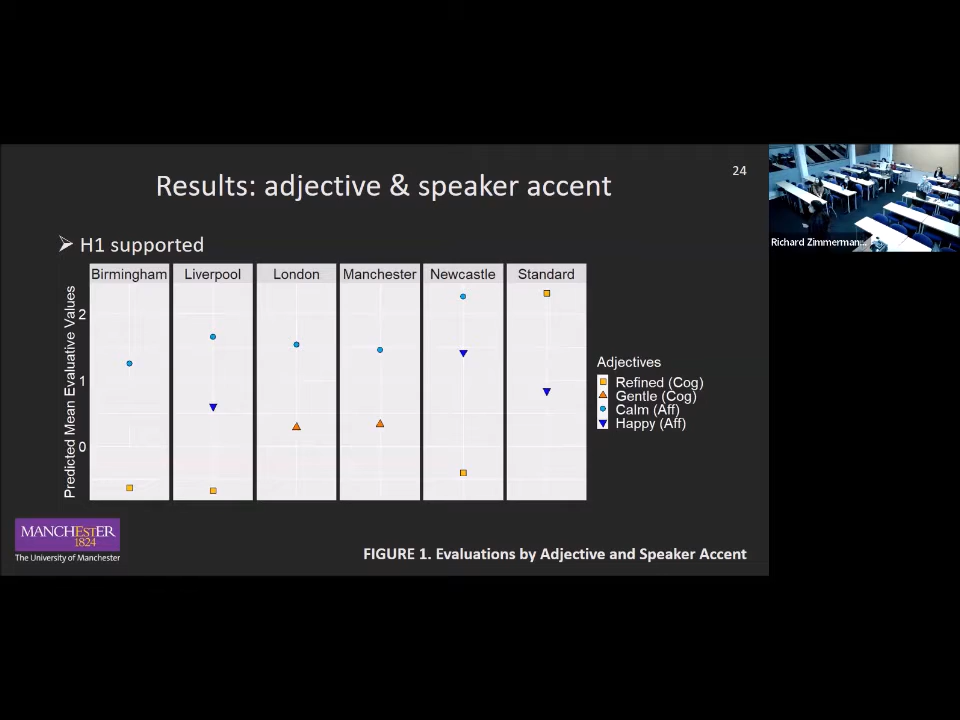 Results: adjective & speaker accent
24
➢ H1 supported
Birmingham Liverpool London Manchester Newcastle Standard
Predicted Mean Evaluative Values
2
1
0
Adjectives
Refined (Cog)
Gentle (Cog)
Calm (Aff)
Happy (Aff)
Richard Zimmerman...
MANCHESTER
1824
The University of Manchester
FIGURE 1. Evaluations by Adjective and Speaker Accent